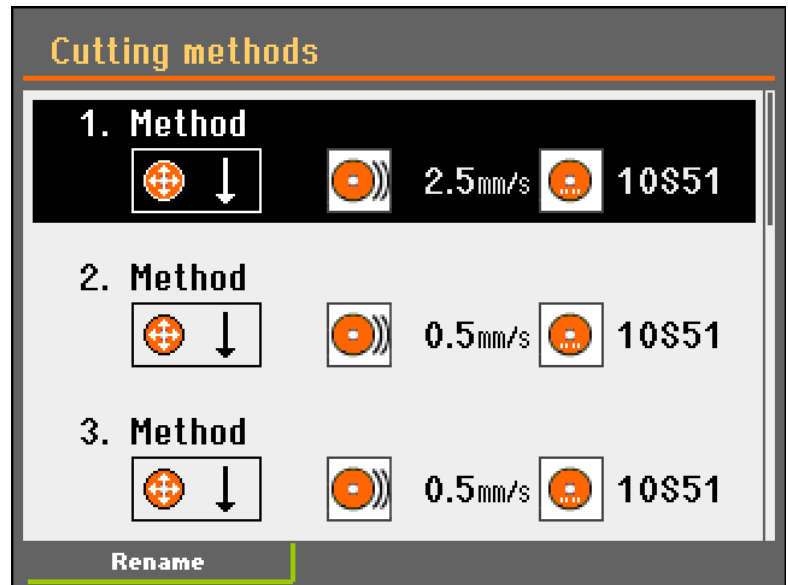 Cutting methods
1. Method
2.5mm/s 10S51
2. Method
0.5mm/s 10S51
3. Method
0.5mm/s 10S51
Rename